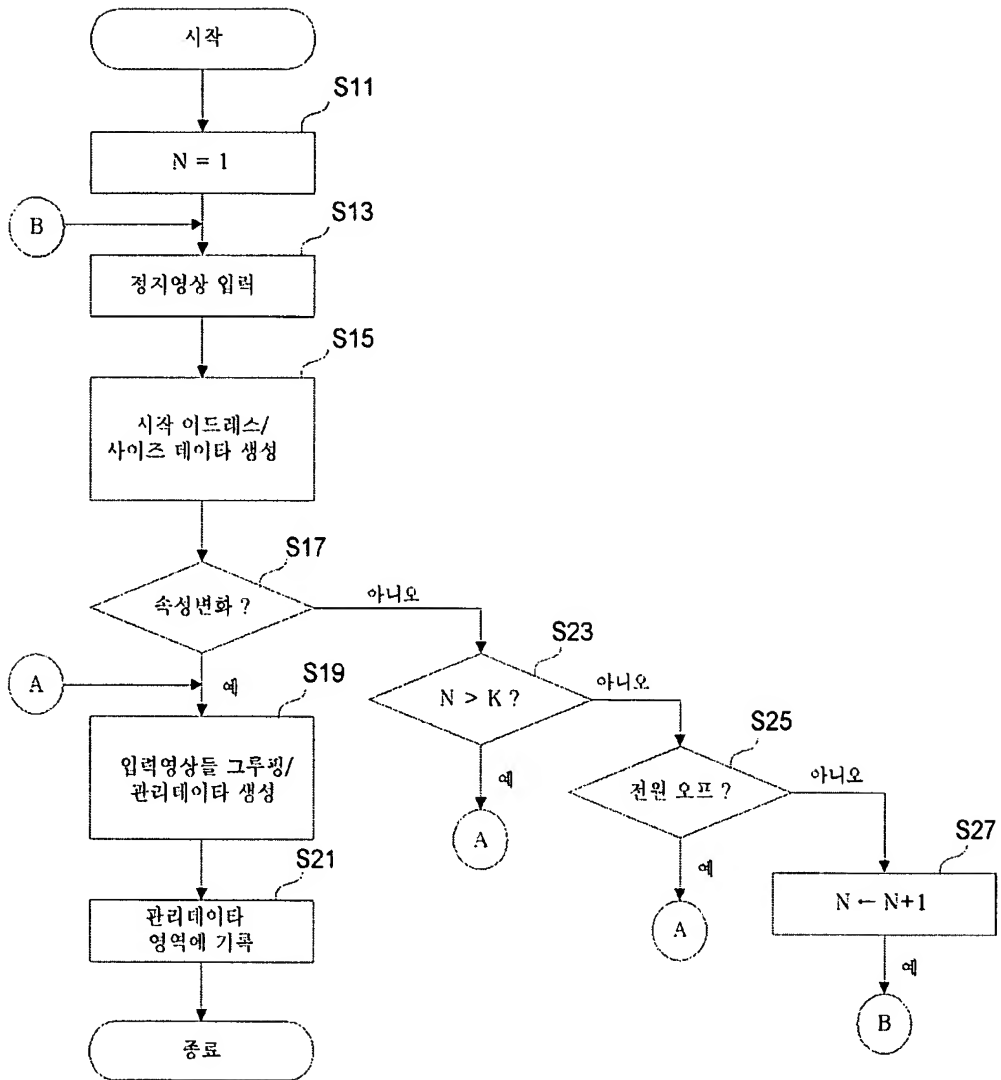 시작
S11
N = 1
B
S13
정지영상 입력
S15
시작 어드레스/
사이즈 데이타 생성
S17
속성변화 ?
아니오
A
예
S19
입력영상들 그루핑/
관리데이타 생성
S23
N > K ?
아니오
예
A
S25
전원 오프 ?
아니오
예
A
S27
N ← N+1
예
B
S21
관리데이타
영역에 기록
종료